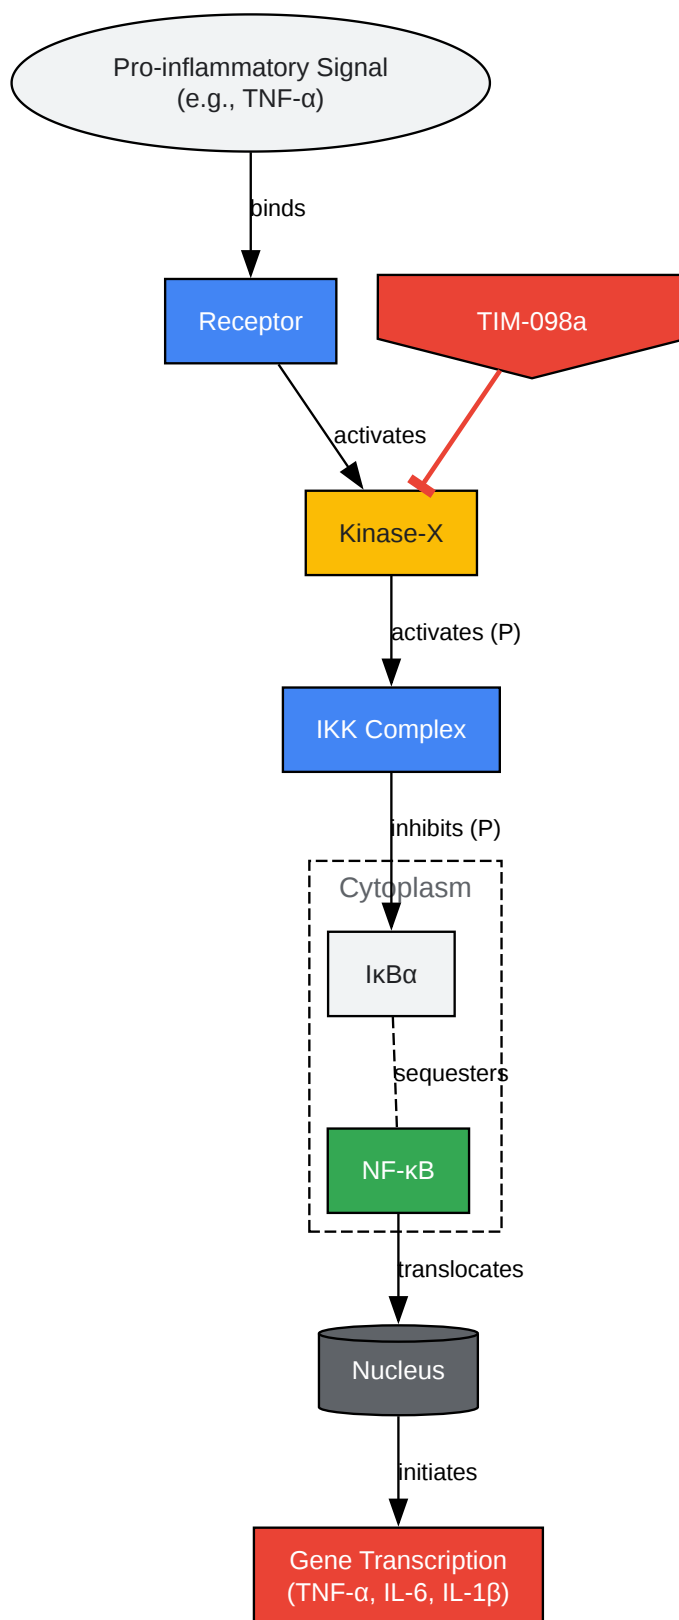 Pro-inflammatory Signal
(e.g., TNF-α)
binds
Receptor
TIM-098a
activates
Kinase-X
activates (P)
IKK Complex
inhibits (P)
Cytoplasm
IκBα
sequesters
NF-κB
translocates
Nucleus
initiates
Gene Transcription
(TNF-α, IL-6, IL-1β)